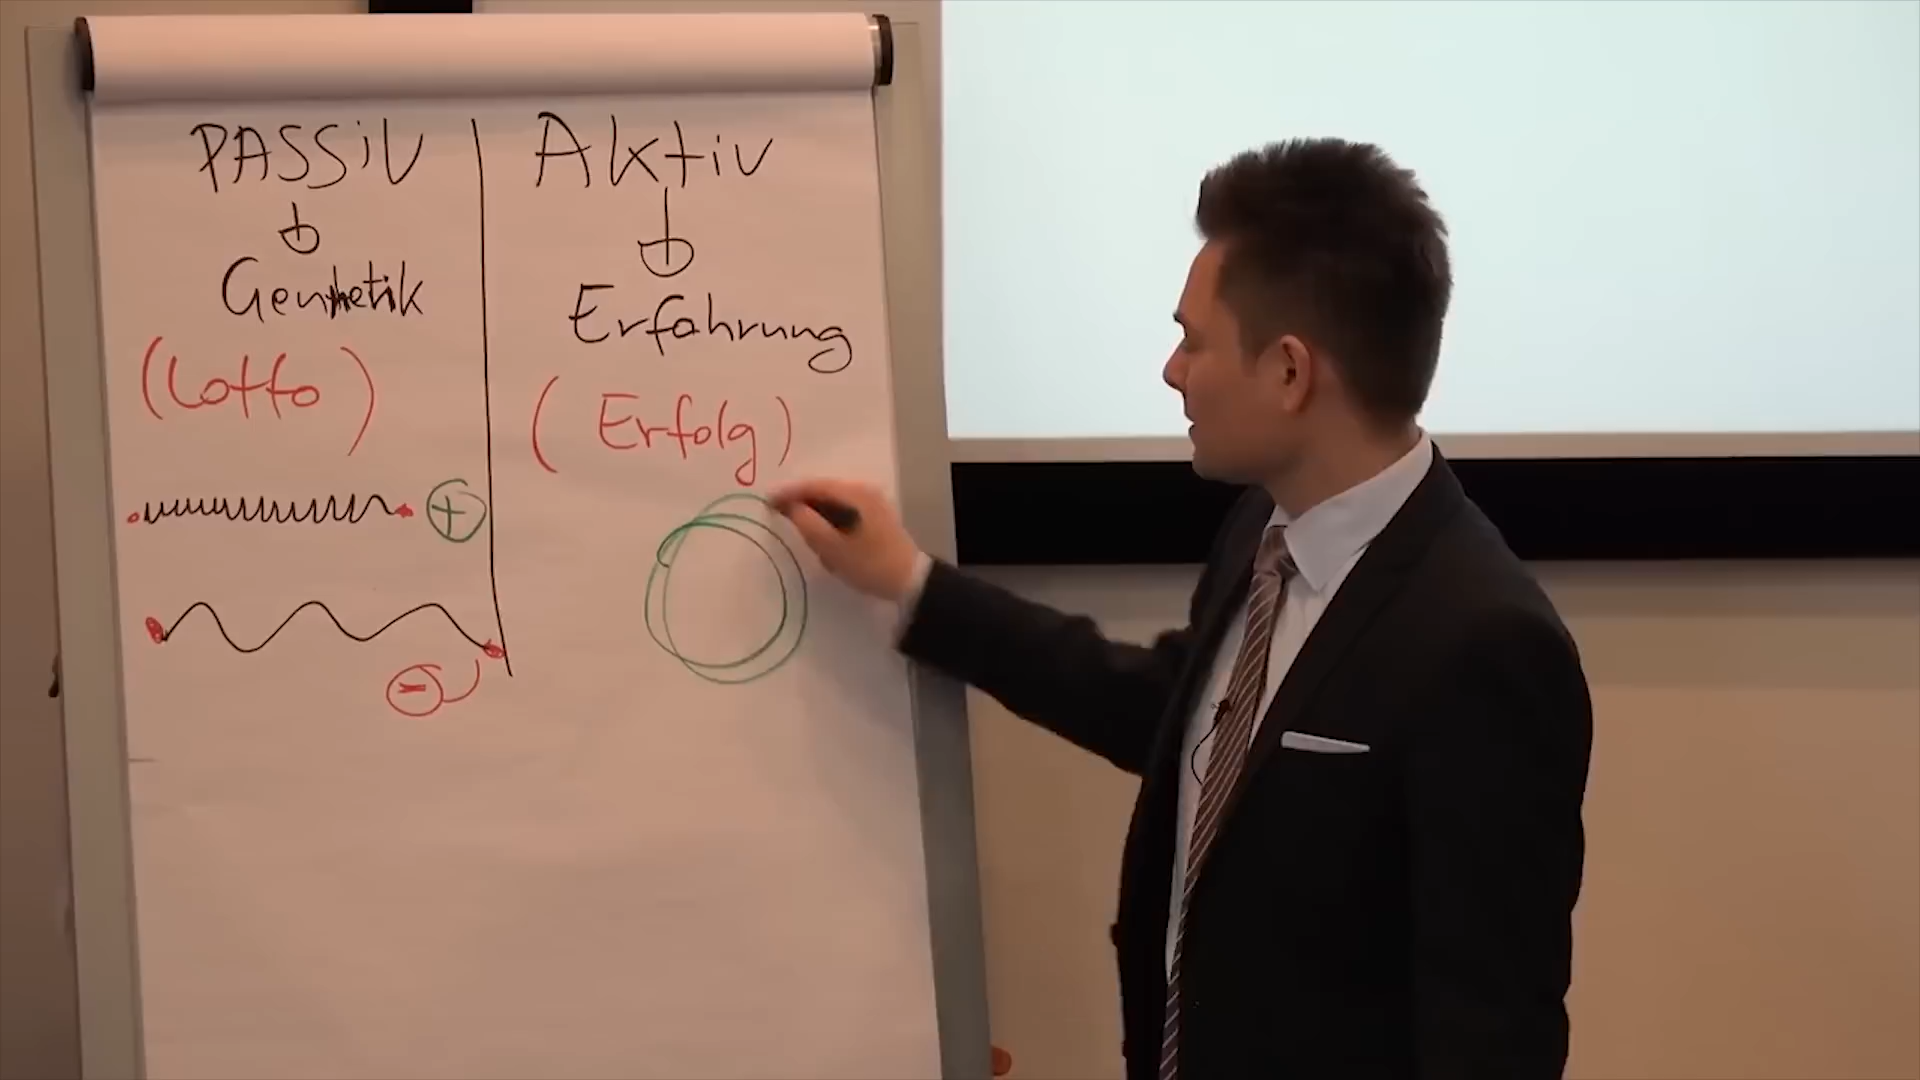 PASSiV
Genetik
(Lotto)
+
-
Aktiv
Erfahrung
(Erfolg)